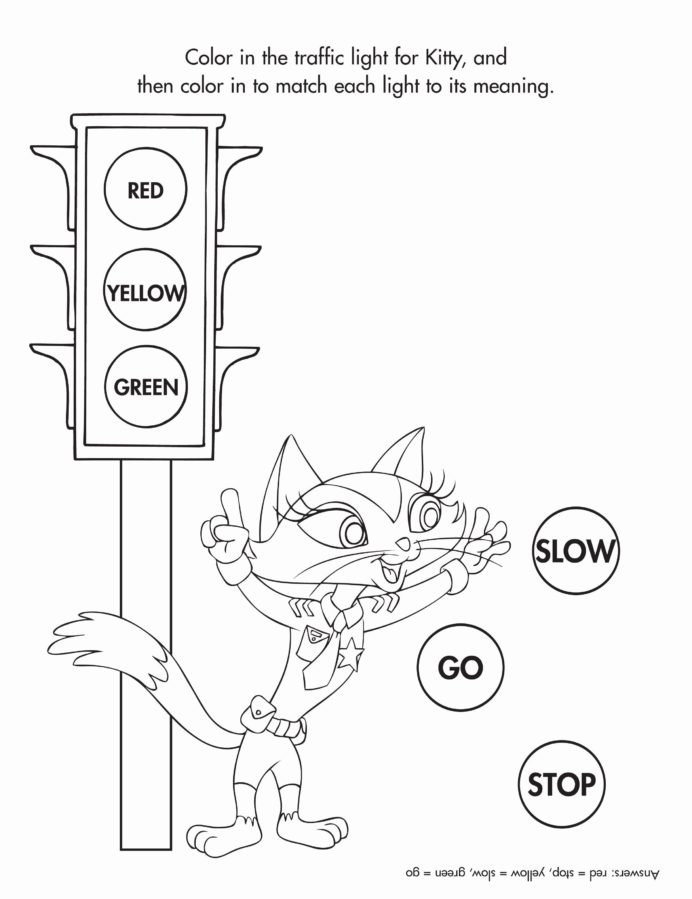 Color in the traffic light for Kitty, and
then color in to match each light to its meaning.
RED
YELLOW
GREEN
SLOW
GO
STOP
Answers: red = stop, yellow = slow, green = go